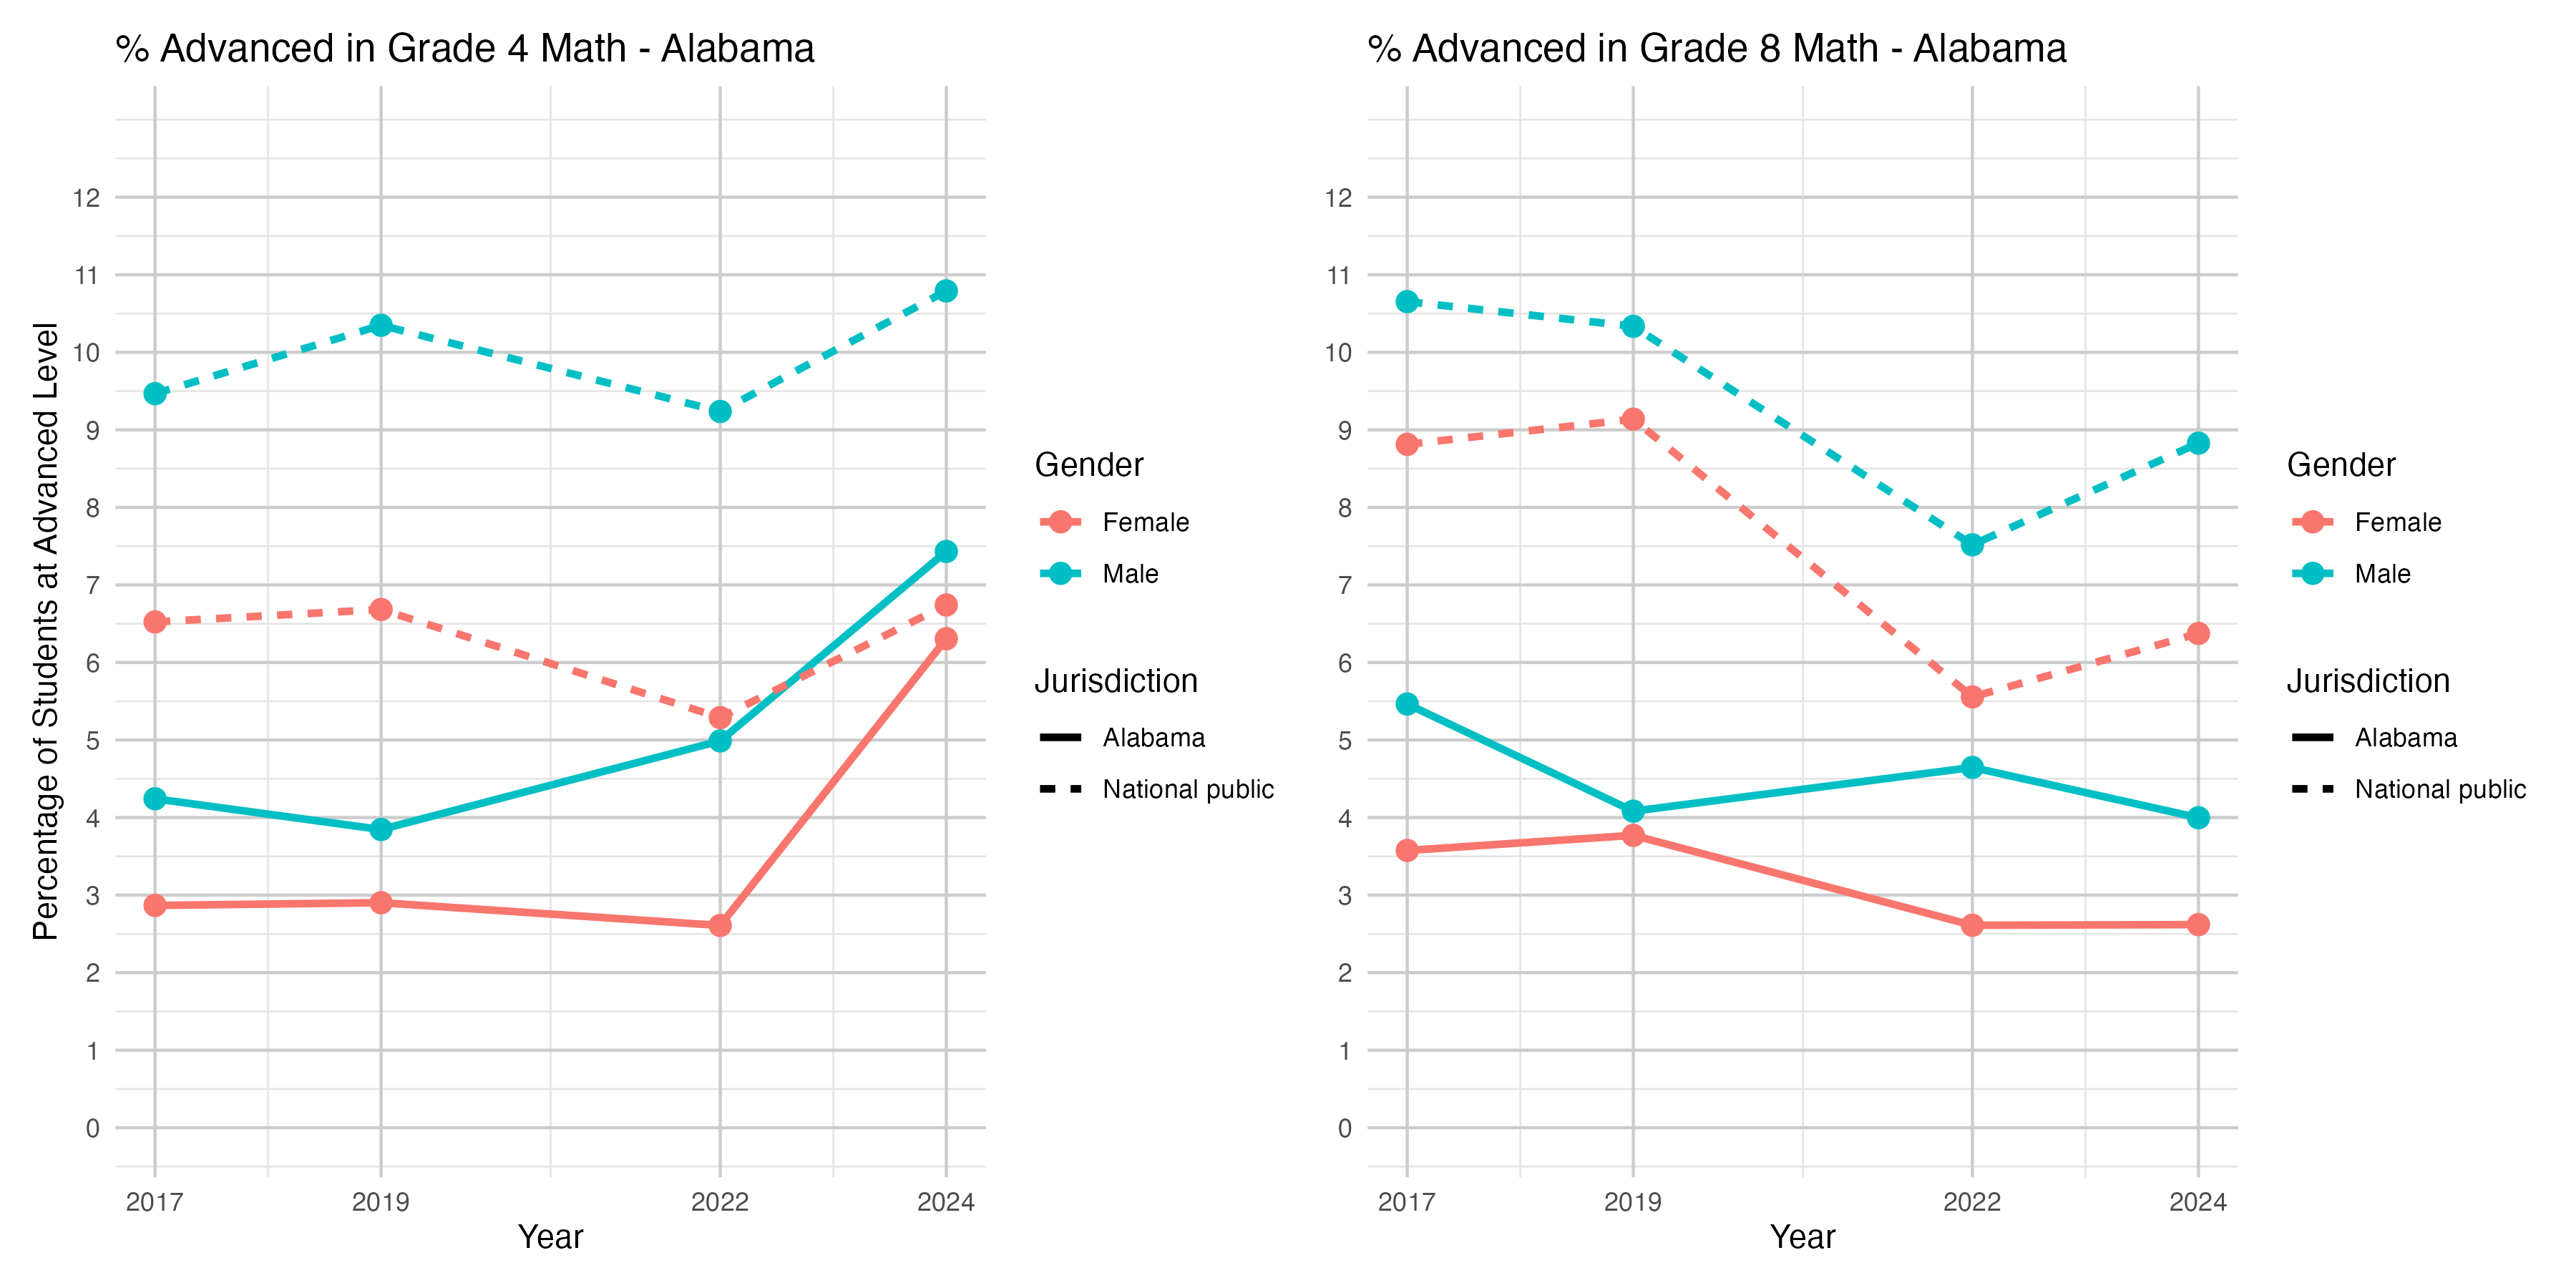 % Advanced in Grade 4 Math - Alabama
Percentage of Students at Advanced Level
12
11
10
9
8
7
6
5
4
3
2
1
0
2017 2019 2022 2024
Year
Gender
Female
Male
Jurisdiction
Alabama
National public
% Advanced in Grade 8 Math - Alabama
12
11
10
9
8
7
6
5
4
3
2
1
0
2017 2019 2022 2024
Year
Gender
Female
Male
Jurisdiction
Alabama
National public